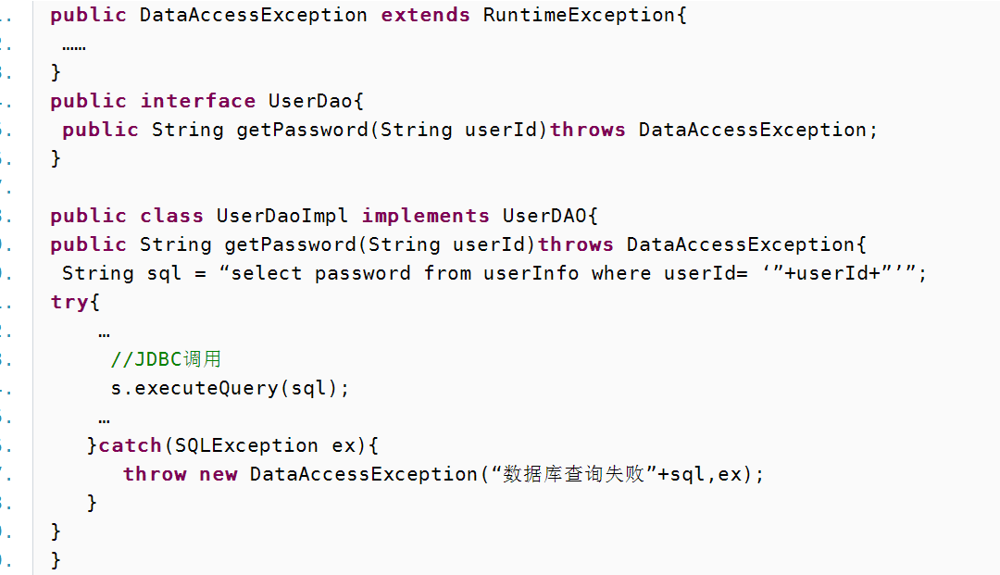 public DataAccessException extends RuntimeException{
……
}
public interface UserDao{
public String getPassword(String userId)throws DataAccessException;
}
public class UserDaoImpl implements UserDAO{
public String getPassword(String userId)throws DataAccessException{
String sql = “select password from userInfo where userId= ‘”+userId+”’”;
try{
…
//JDBC调用
s.executeQuery(sql);
…
}catch(SQLException ex){
throw new DataAccessException(“数据库查询失败”+sql,ex);
}
}
}